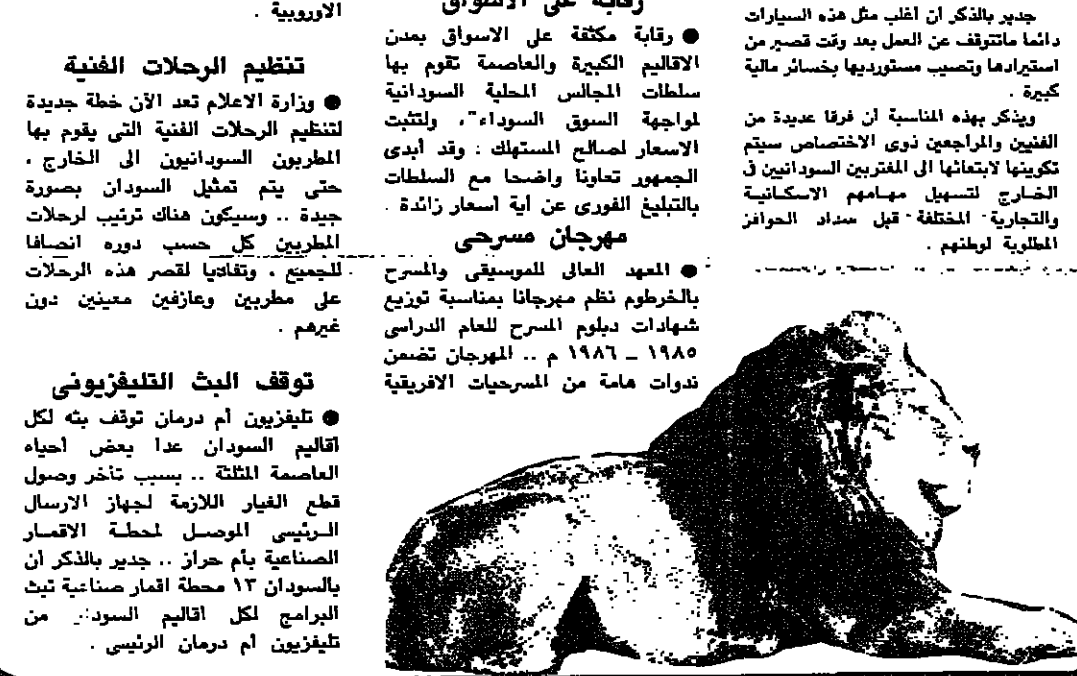 جدير بالذكر أن أغلب مثل هذه السيارات
دائما ماتتوقف عن العمل بعد وقت قصير من
استيرادها وتصيب مستورديها بخسائر مالية
كبيرة .
ويذكر بهذه المناسبة أن فرقا عديدة من
الفنيين والمراجعين ذوى الاختصاص سيتم
تكوينها لابتعاثها الى المغتربين السودانيين فى
الخارج لتسهيل مهامهم الاسكانية
والتجارية المختلفة قبل سداد الحوافز
المطلوبة لوطنهم .
رقابة على الاسواق
● رقابة مكثفة على الاسواق بمدن
الاقاليم الكبيرة والعاصمة تقوم بها
سلطات المجالس المحلية السودانية
لمواجهة السوق السوداء"، ولتثبت
الاسعار لصالح المستهلك : وقد أبدى
الجمهور تعاونا واضحا مع السلطات
بالتبليغ الفورى عن أية أسعار زائدة .
مهرجان مسرحى
● المعهد العالى للموسيقى والمسرح
بالخرطوم نظم مهرجانا بمناسبة توزيع
شهادات دبلوم المسرح للعام الدراسى
١٩٨٥ ـ ١٩٨٦ م .. المهرجان تضمن
ندوات هامة من المسرحيات الافريقية
الاوروبية .
تنظيم الرحلات الفنية
● وزارة الاعلام تعد الآن خطة جديدة
لتنظيم الرحلات الفنية التى يقوم بها
المطربون السودانيون الى الخارج ،
حتى يتم تمثيل السودان بصورة
جيدة .. وسيكون هناك ترتيب لرحلات
المطربين كل حسب دوره انصافا
للجميع ، وتفاديا لقصر هذه الرحلات
على مطربين وعازفين معينين دون
غيرهم .
توقف البث التليفزيونى
● تليفزيون أم درمان توقف بثه لكل
أقاليم السودان عدا بعض أحياء
العاصمة المثلثة .. بسبب تأخر وصول
قطع الغيار اللازمة لجهاز الارسال
الرئيسى الموصل لمحطة الاقمار
الصناعية بأم حراز .. جدير بالذكر أن
بالسودان ١٣ محطة اقمار صناعية تبث
البرامج لكل اقاليم السود من
تليفزيون أم درمان الرئيسى .